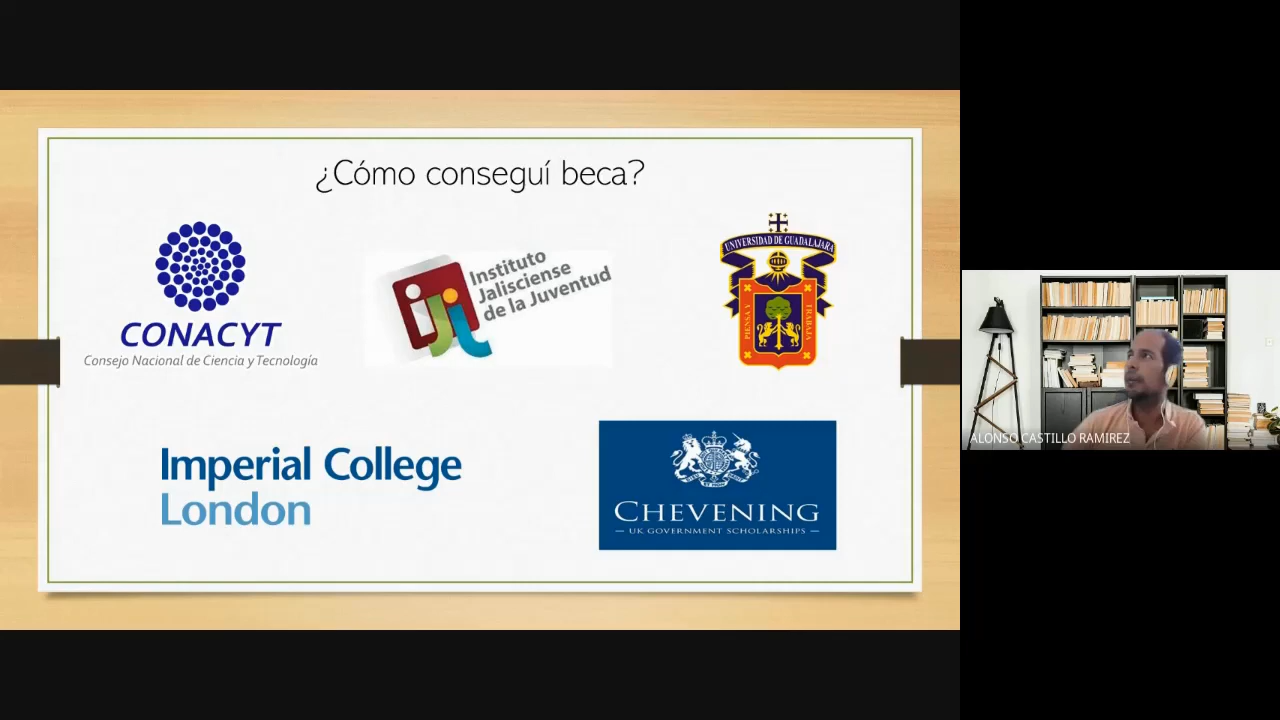 ¿Cómo conseguí beca?
CONACYT
Consejo Nacional de Ciencia y Tecnología
iji
Instituto
Jalisciense
de la Juventud
UNIVERSIDAD DE GUADALAJARA
PIENSA Y
TRABAJA
Imperial College
London
CHEVENING
UK GOVERNMENT SCHOLARSHIPS
ALONSO CASTILLO RAMIREZ